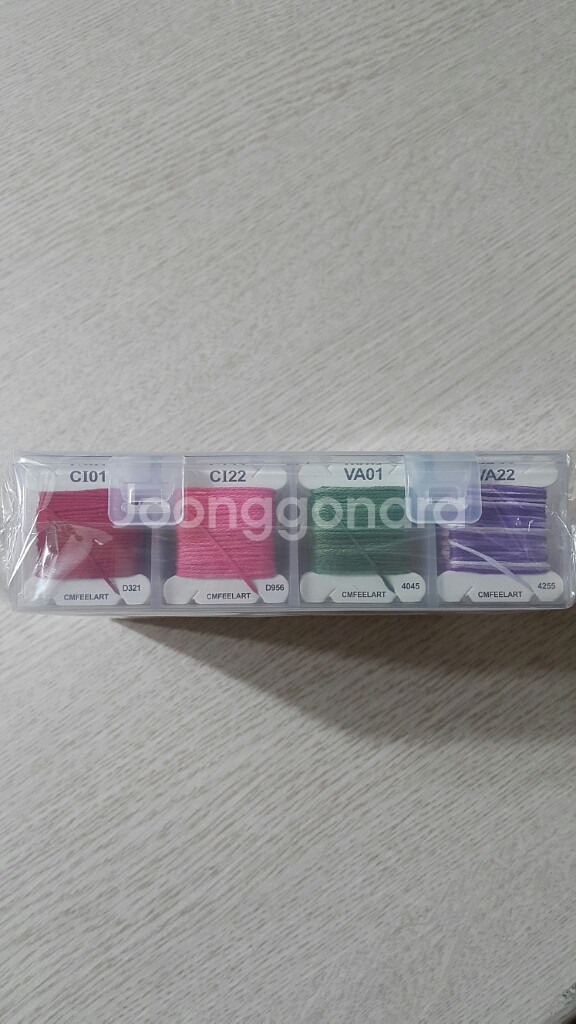 CI01
CI22
VA01
VA22
Joonggonara
D321
D956
4045
4255
CMFEELART
CMFEELART
CMFEELART
CMFEELART